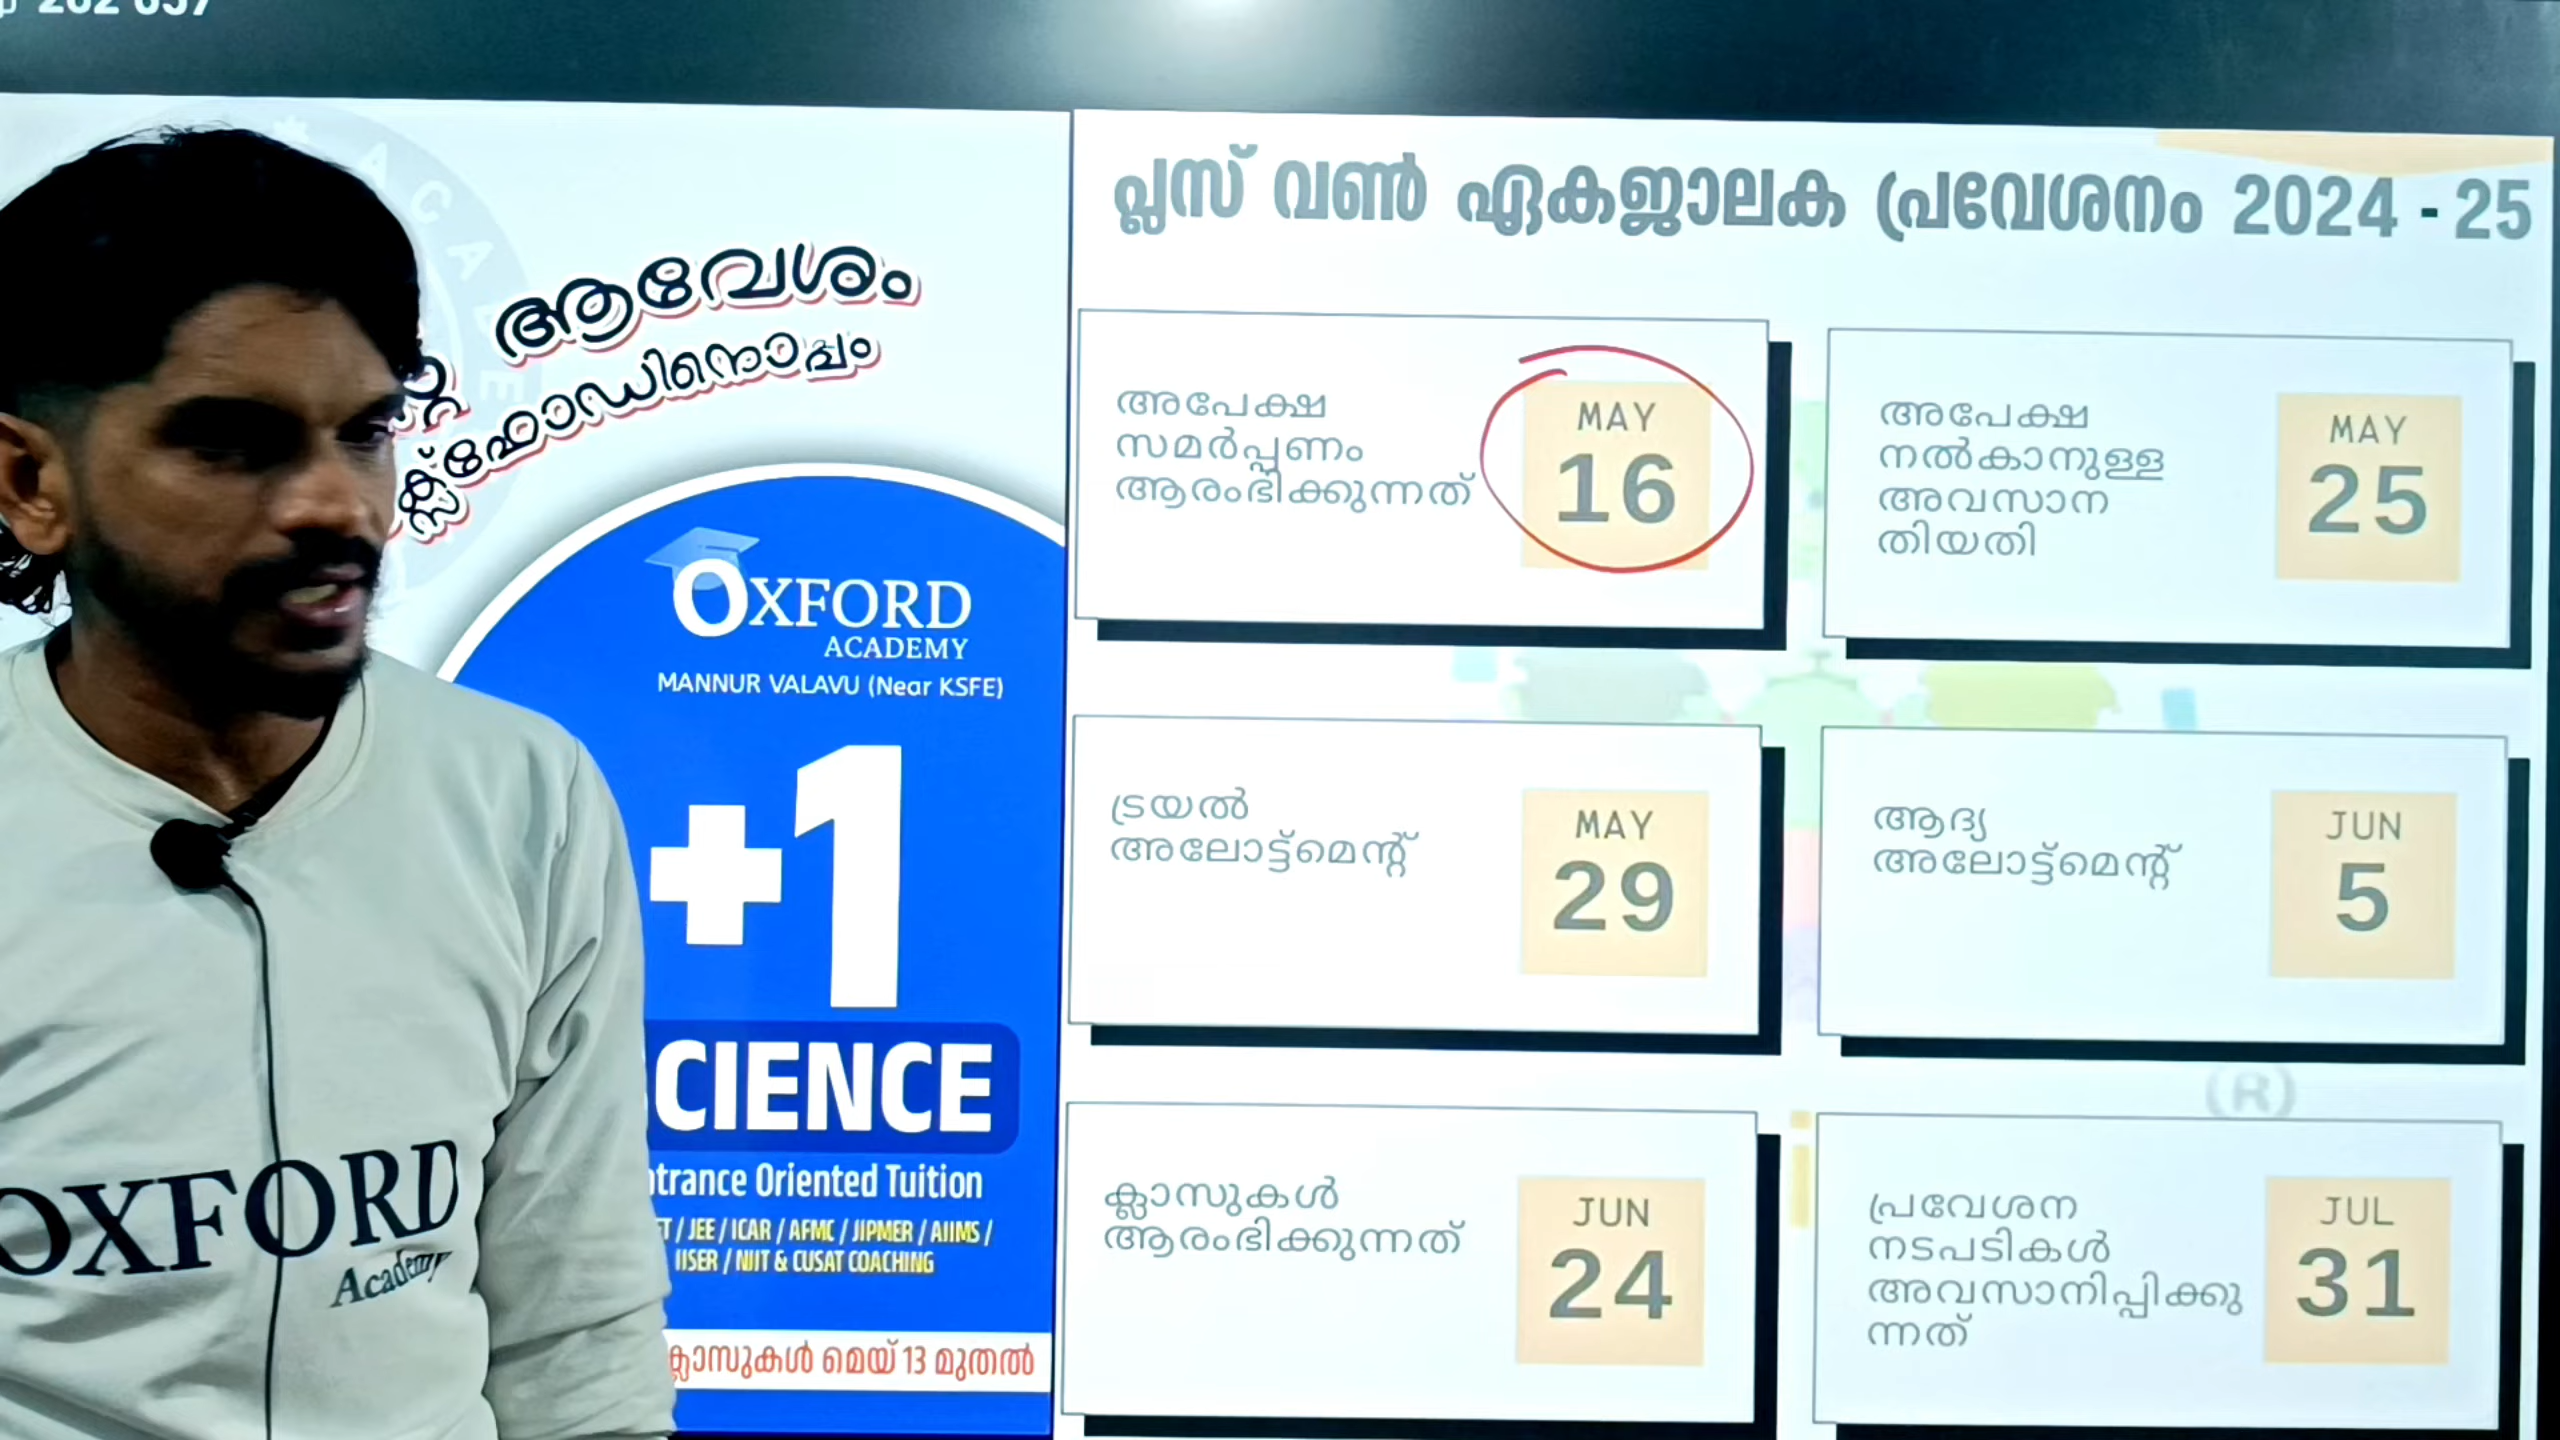 ആവേശം
OXFORD
ACADEMY
MANNUR VALAVU (Near KSFE)
+1
Oriented Tuition
/ JEE / ICAR / AFMC / JIPMER / AIIMS /
IISER / NIIT & CUSAT COACHING
ക്ലാസുകൾ മെയ് 13 മുതൽ
OXFORD
Academy
പ്ലസ് വൺ ഏകജാലക പ്രവേശനം 2024 - 25
അപേക്ഷ
സമർപ്പണം
ആരംഭിക്കുന്നത്
MAY
16
അപേക്ഷ
നൽകാനുള്ള
അവസാന
തിയതി
MAY
25
ട്രയൽ
അലോട്ട്മെന്റ്
MAY
29
ആദ്യ
അലോട്ട്മെന്റ്
JUN
5
ക്ലാസുകൾ
ആരംഭിക്കുന്നത്
JUN
24
(R)
പ്രവേശന
നടപടികൾ
അവസാനിപ്പിക്കു
ന്നത്
JUL
31